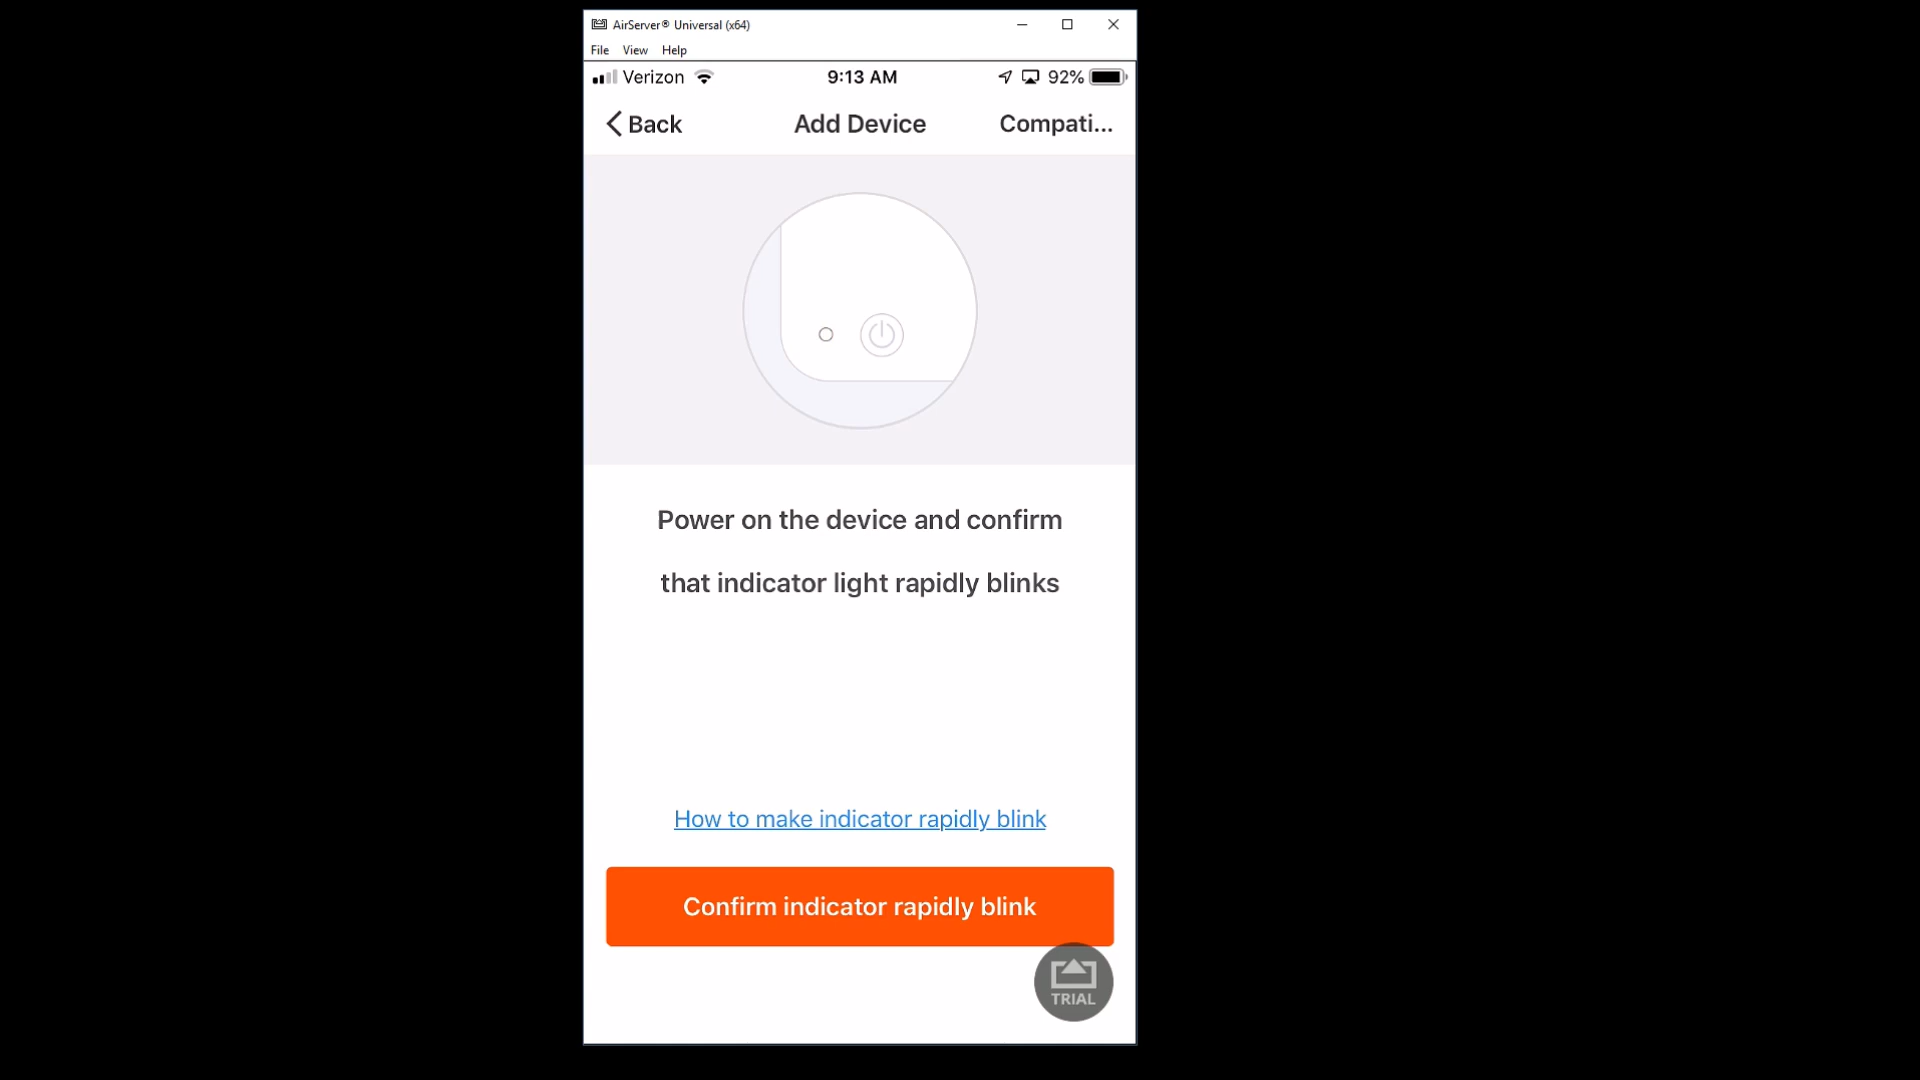 AirServer® Universal (x64)
File View Help
Verizon 9:13 AM 92%
Back Add Device Compati...
Power on the device and confirm
that indicator light rapidly blinks
How to make indicator rapidly blink
Confirm indicator rapidly blink
TRIAL